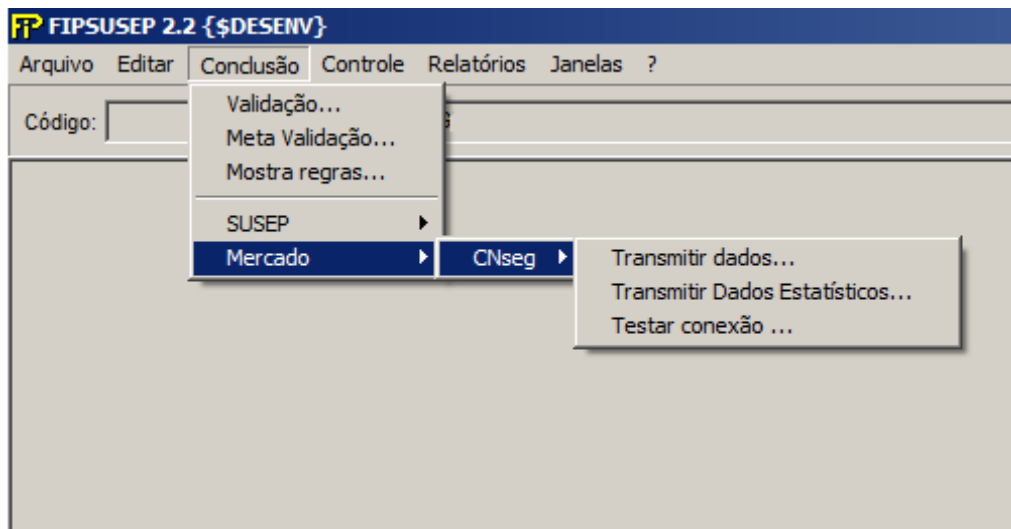 FIP FIPSUSEP 2.2 {$DESENV}
Arquivo Editar Conclusão Controle Relatórios Janelas ?
Código:
Validação...
Meta Validação...
Mostra regras...
SUSEP
Mercado
CNseg
Transmitir dados...
Transmitir Dados Estatísticos...
Testar conexão ...